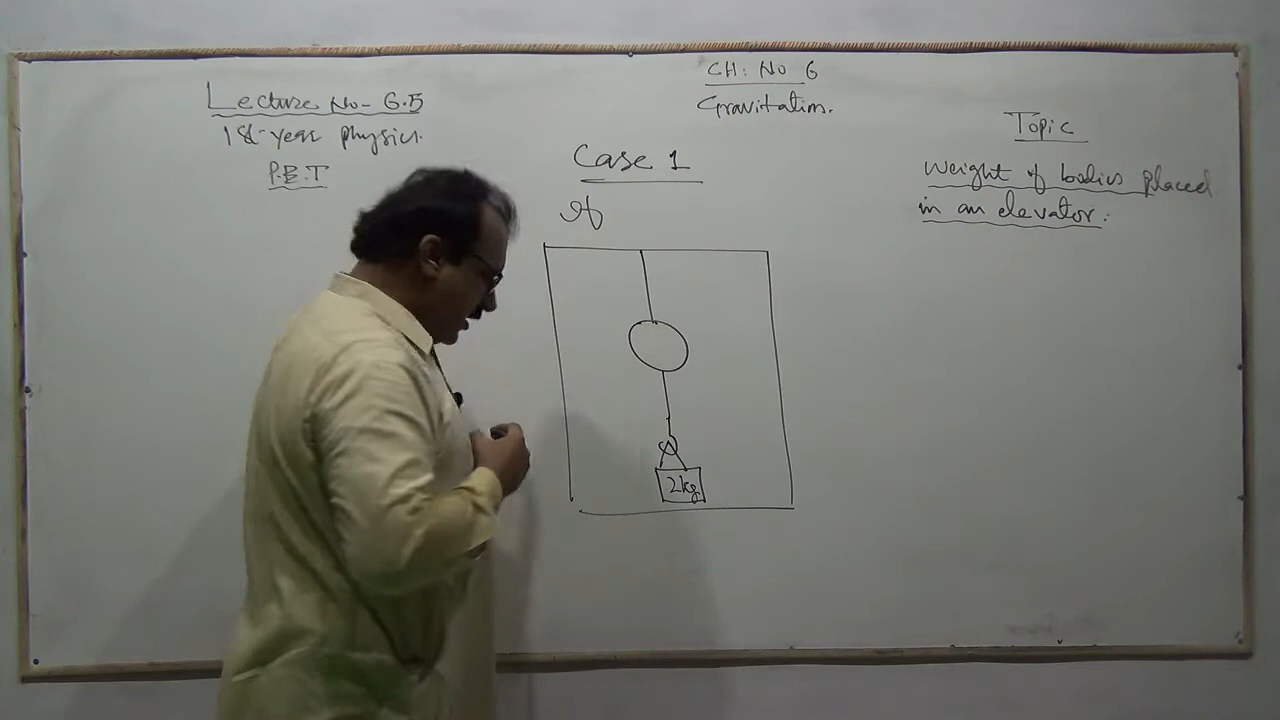 CH: No 6
Gravitation.
Lecture No- 6.5
1st-year physics.
P.B.T
Topic
Weight of bodies placed
in an elevator.
Case 1
2kg